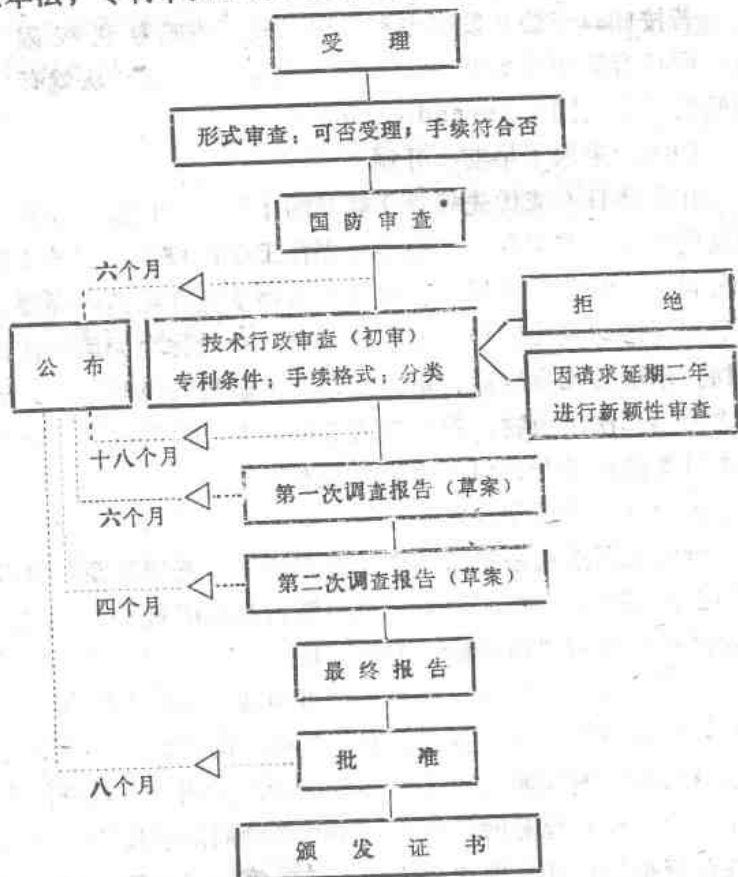 受 理
形式审查；可否受理；手续符合否
国防审查*
六个月
拒 绝
公 布
技术行政审查（初审）
专利条件；手续格式；分类
因请求延期二年
进行新颖性审查
十八个月
第一次调查报告（草案）
六个月
第二次调查报告（草案）
四个月
最终报告
批 准
八个月
颁发证书